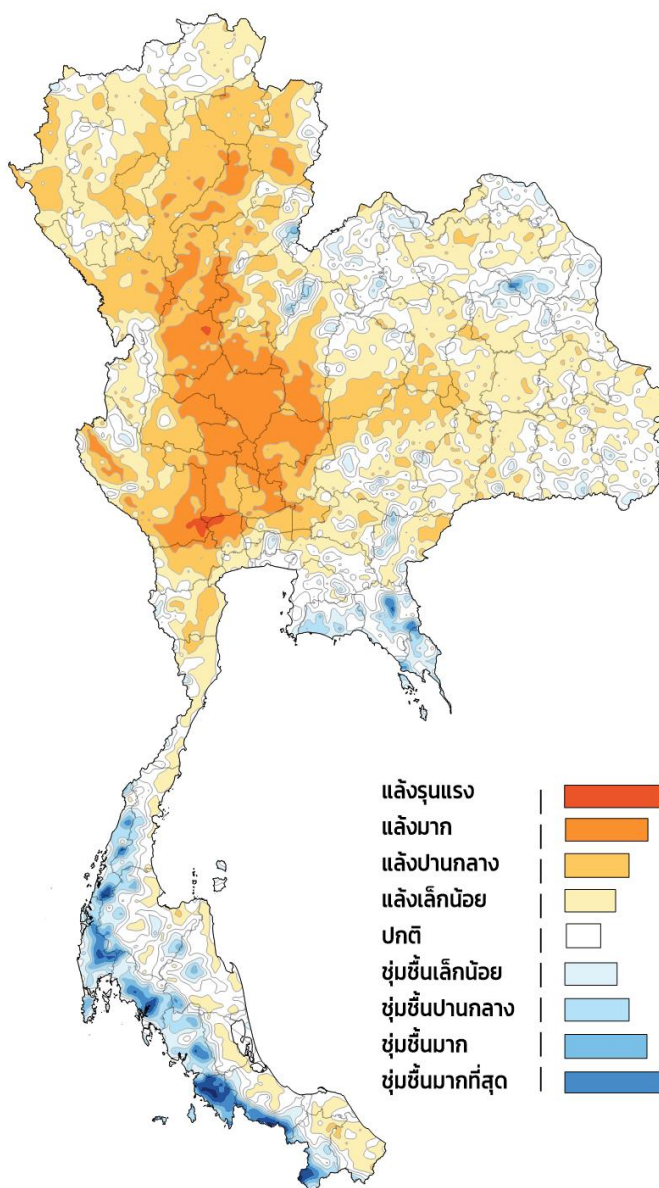 แล้งรุนแรง
แล้งมาก
แล้งปานกลาง
แล้งเล็กน้อย
ปกติ
ชุ่มชื้นเล็กน้อย
ชุ่มชื้นปานกลาง
ชุ่มชื้นมาก
ชุ่มชื้นมากที่สุด